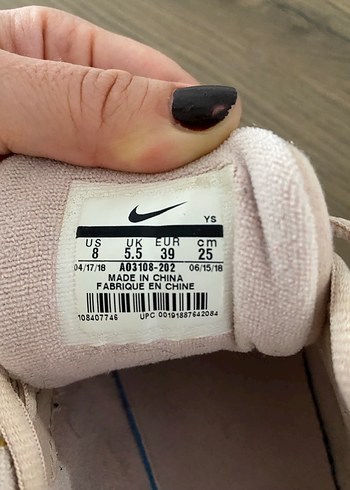 YS
US UK EUR cm
8 5.5 39 25
04/17/18 AO3108-202 06/15/18
MADE IN CHINA
FABRIQUE EN CHINE
108407746 UPC 00191887642084